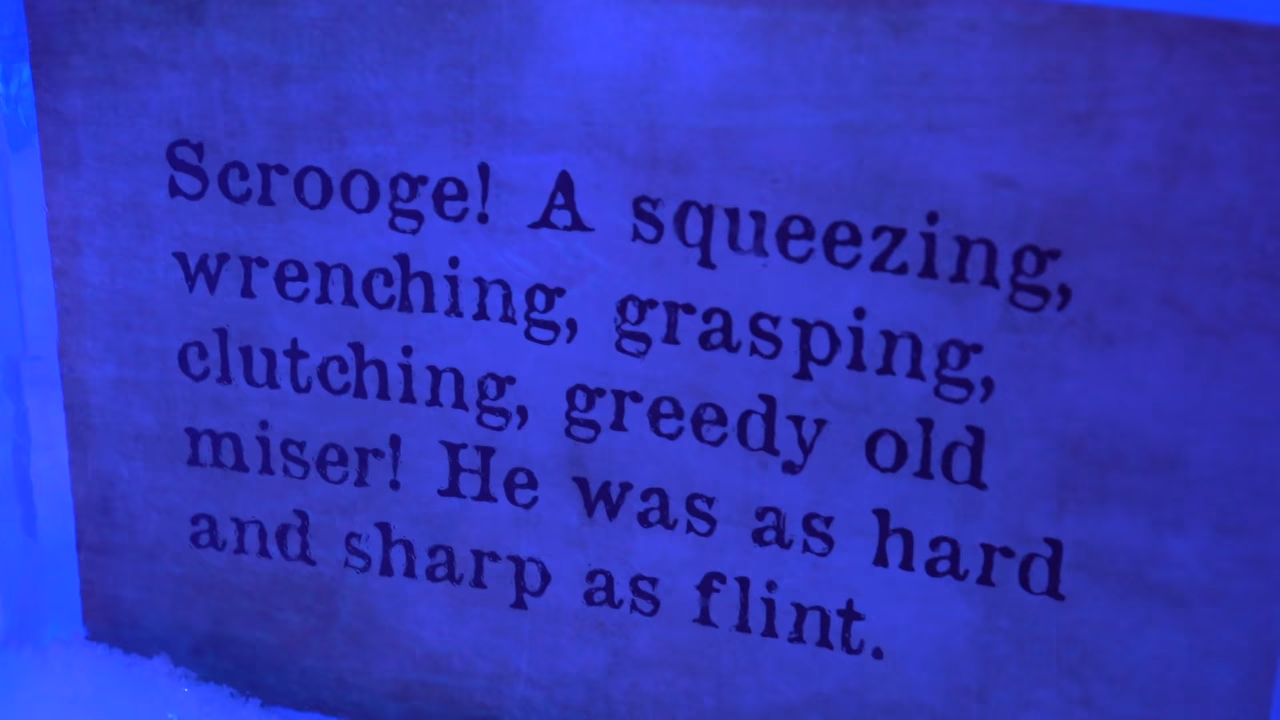 Scrooge! A squeezing,
wrenching, grasping,
clutching, greedy old
miser! He was as hard
and sharp as flint.